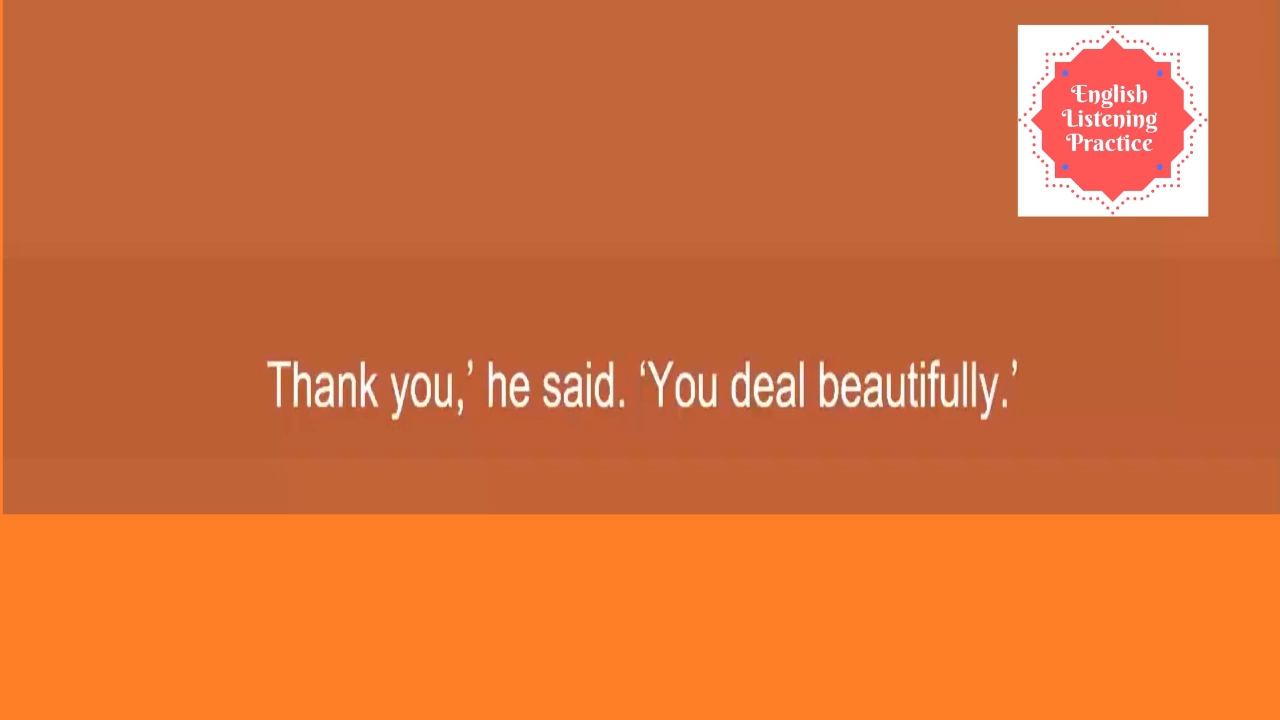 English
Listening
Practice
Thank you,’ he said. ‘You deal beautifully.’